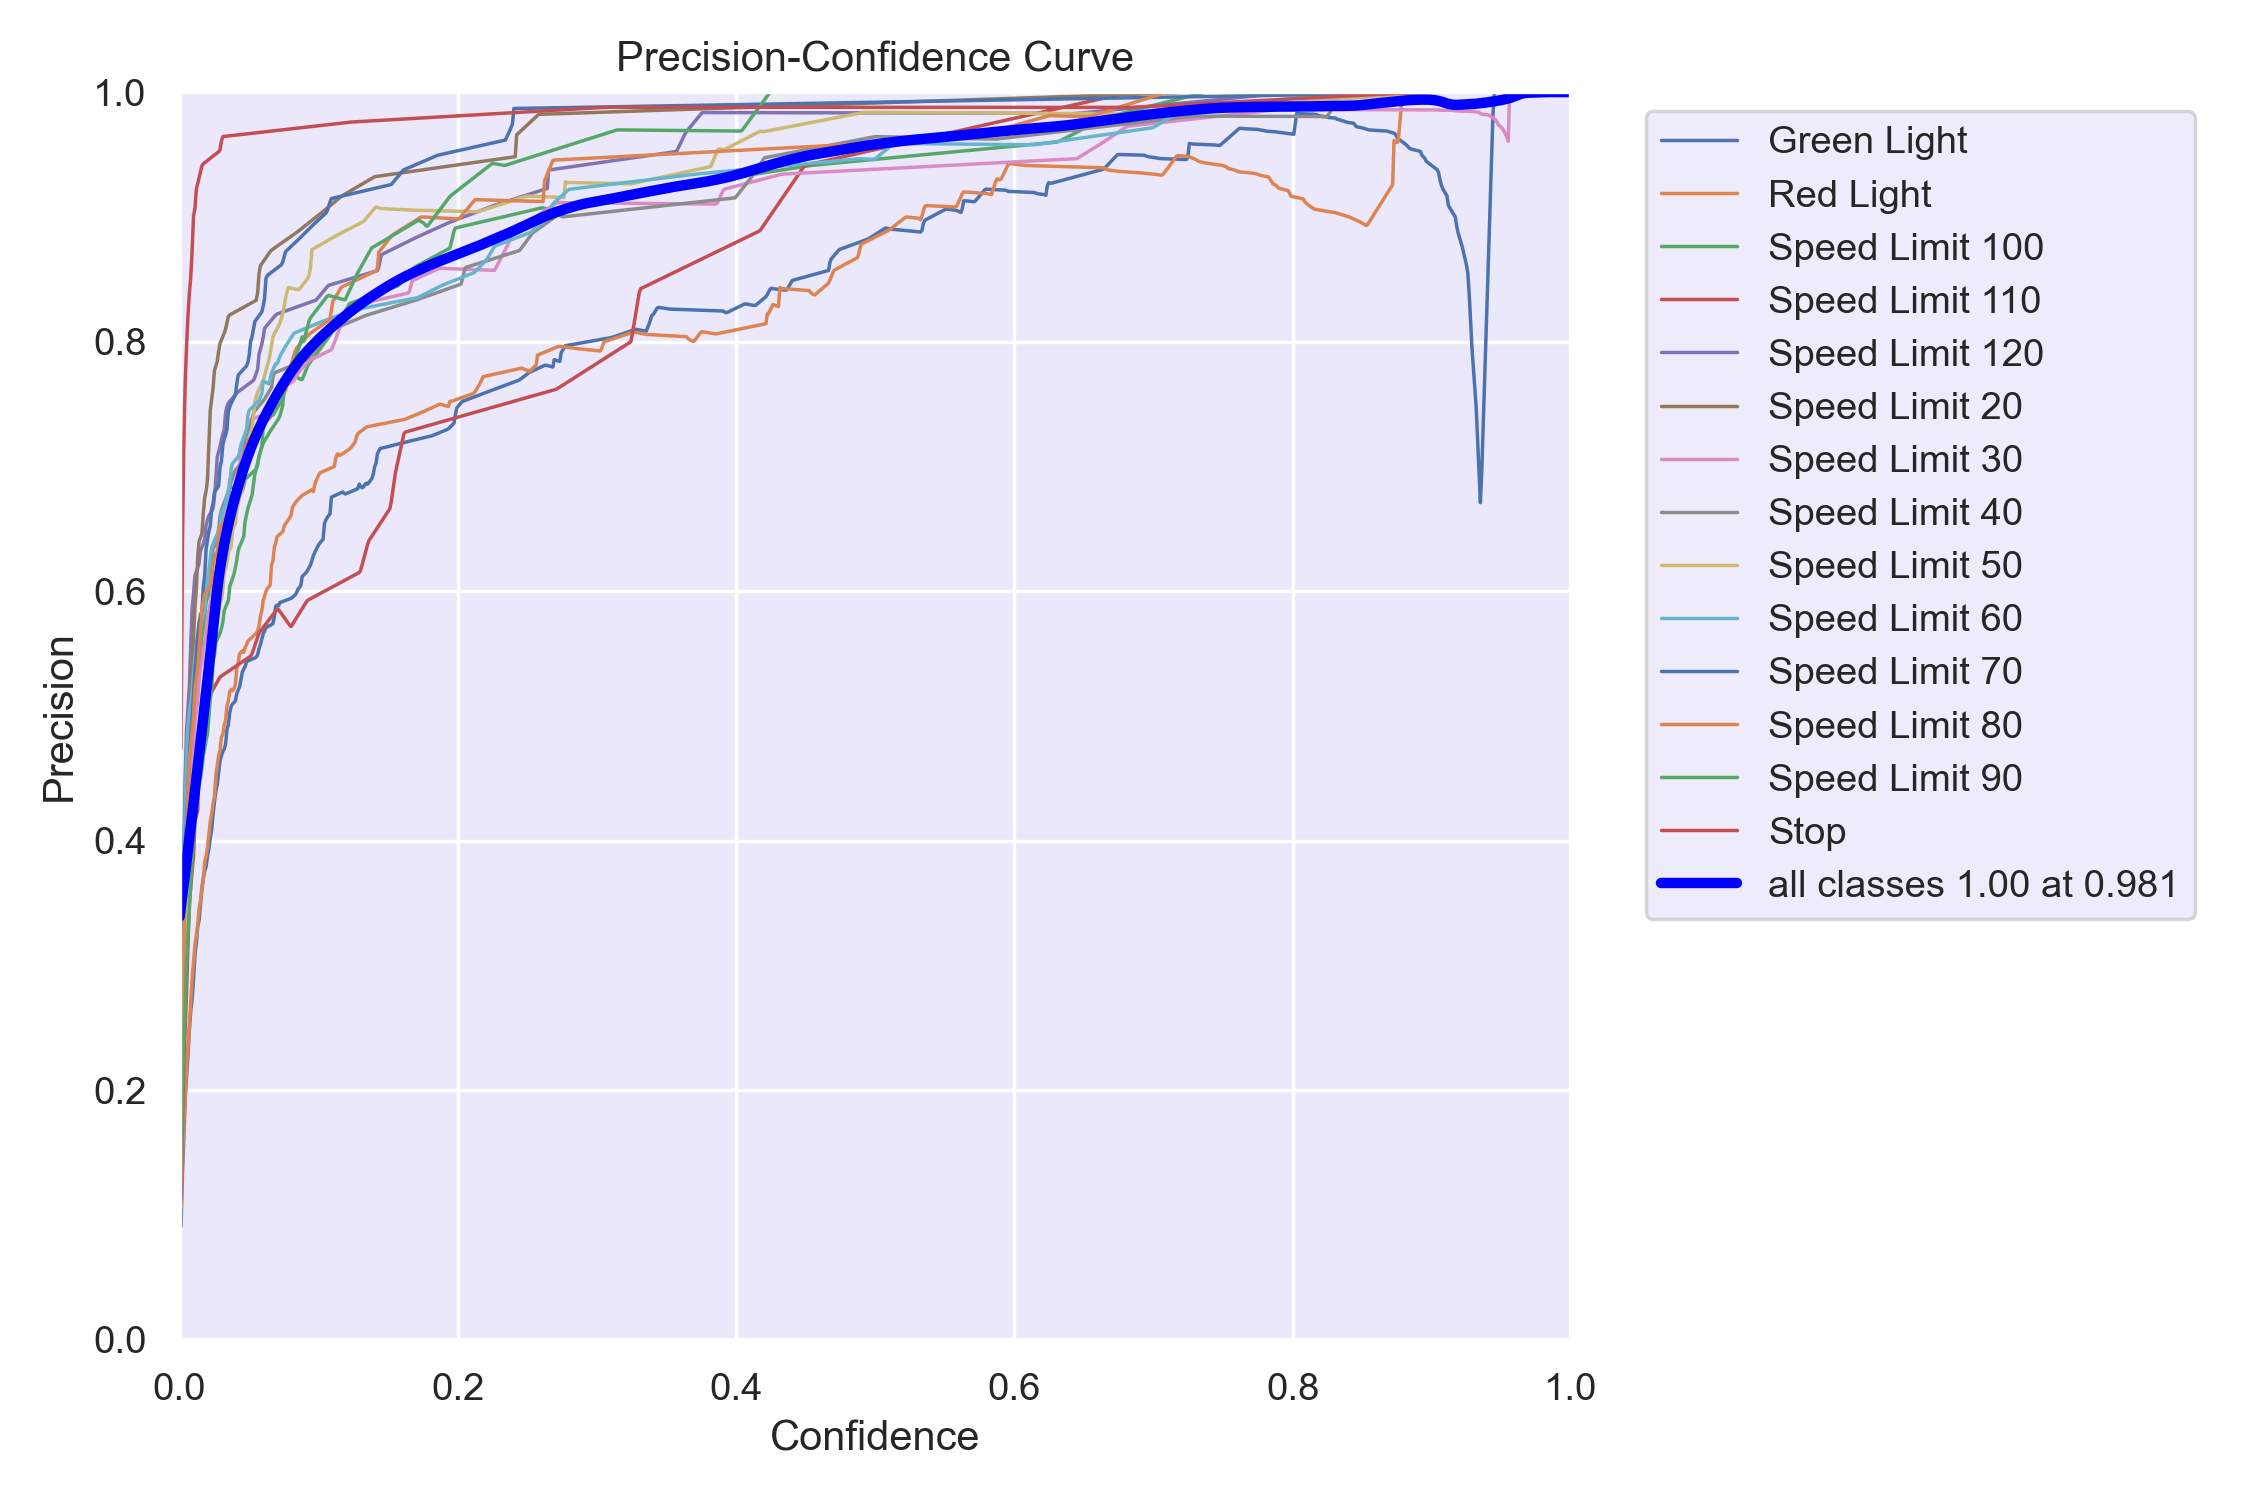 Precision-Confidence Curve
1.0
0.8
0.6
0.4
0.2
0.0
Precision
0.0 0.2 0.4 0.6 0.8 1.0
Confidence
Green Light
Red Light
Speed Limit 100
Speed Limit 110
Speed Limit 120
Speed Limit 20
Speed Limit 30
Speed Limit 40
Speed Limit 50
Speed Limit 60
Speed Limit 70
Speed Limit 80
Speed Limit 90
Stop
all classes 1.00 at 0.981